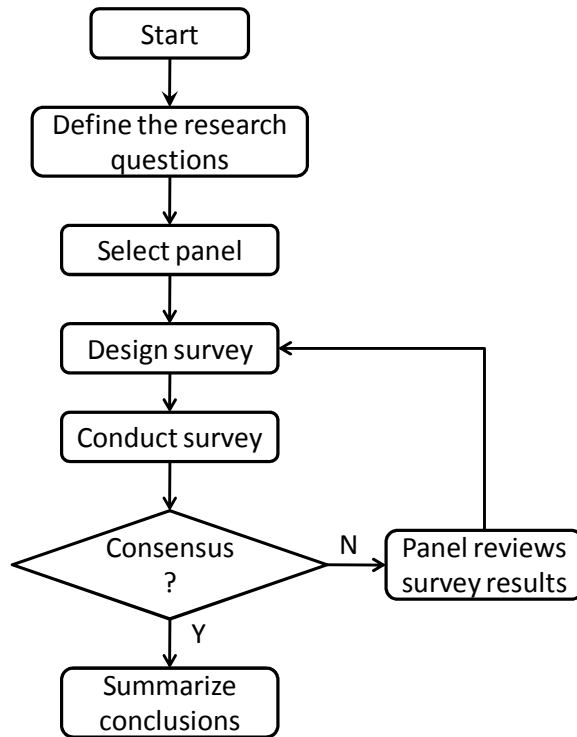 Start
Define the research
questions
Select panel
Design survey
Conduct survey
Consensus
?
N
Panel reviews
survey results
Y
Summarize
conclusions